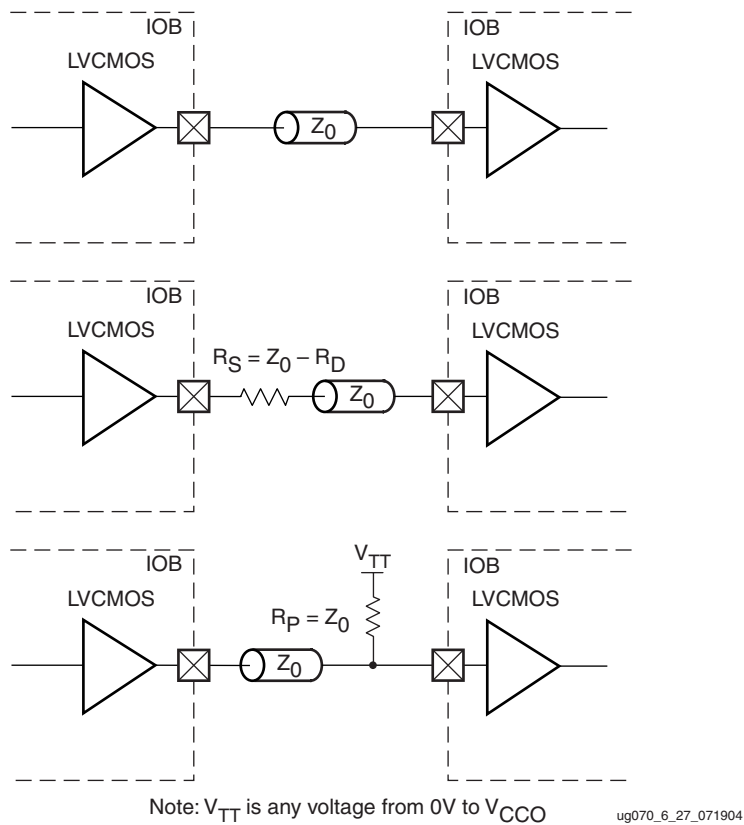 IOB
IOB
LVCMOS
LVCMOS
Z0
IOB
IOB
LVCMOS
LVCMOS
RS = Z0 – RD
Z0
VTT
IOB
IOB
LVCMOS
LVCMOS
RP = Z0
Z0
Note: VTT is any voltage from 0V to VCCO
ug070_6_27_071904